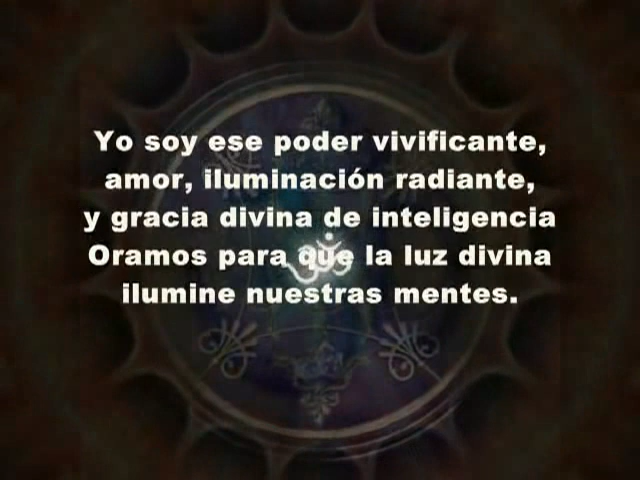 Yo soy ese poder vivificante,
amor, iluminación radiante,
y gracia divina de inteligencia
Oramos para que la luz divina
ilumine nuestras mentes.